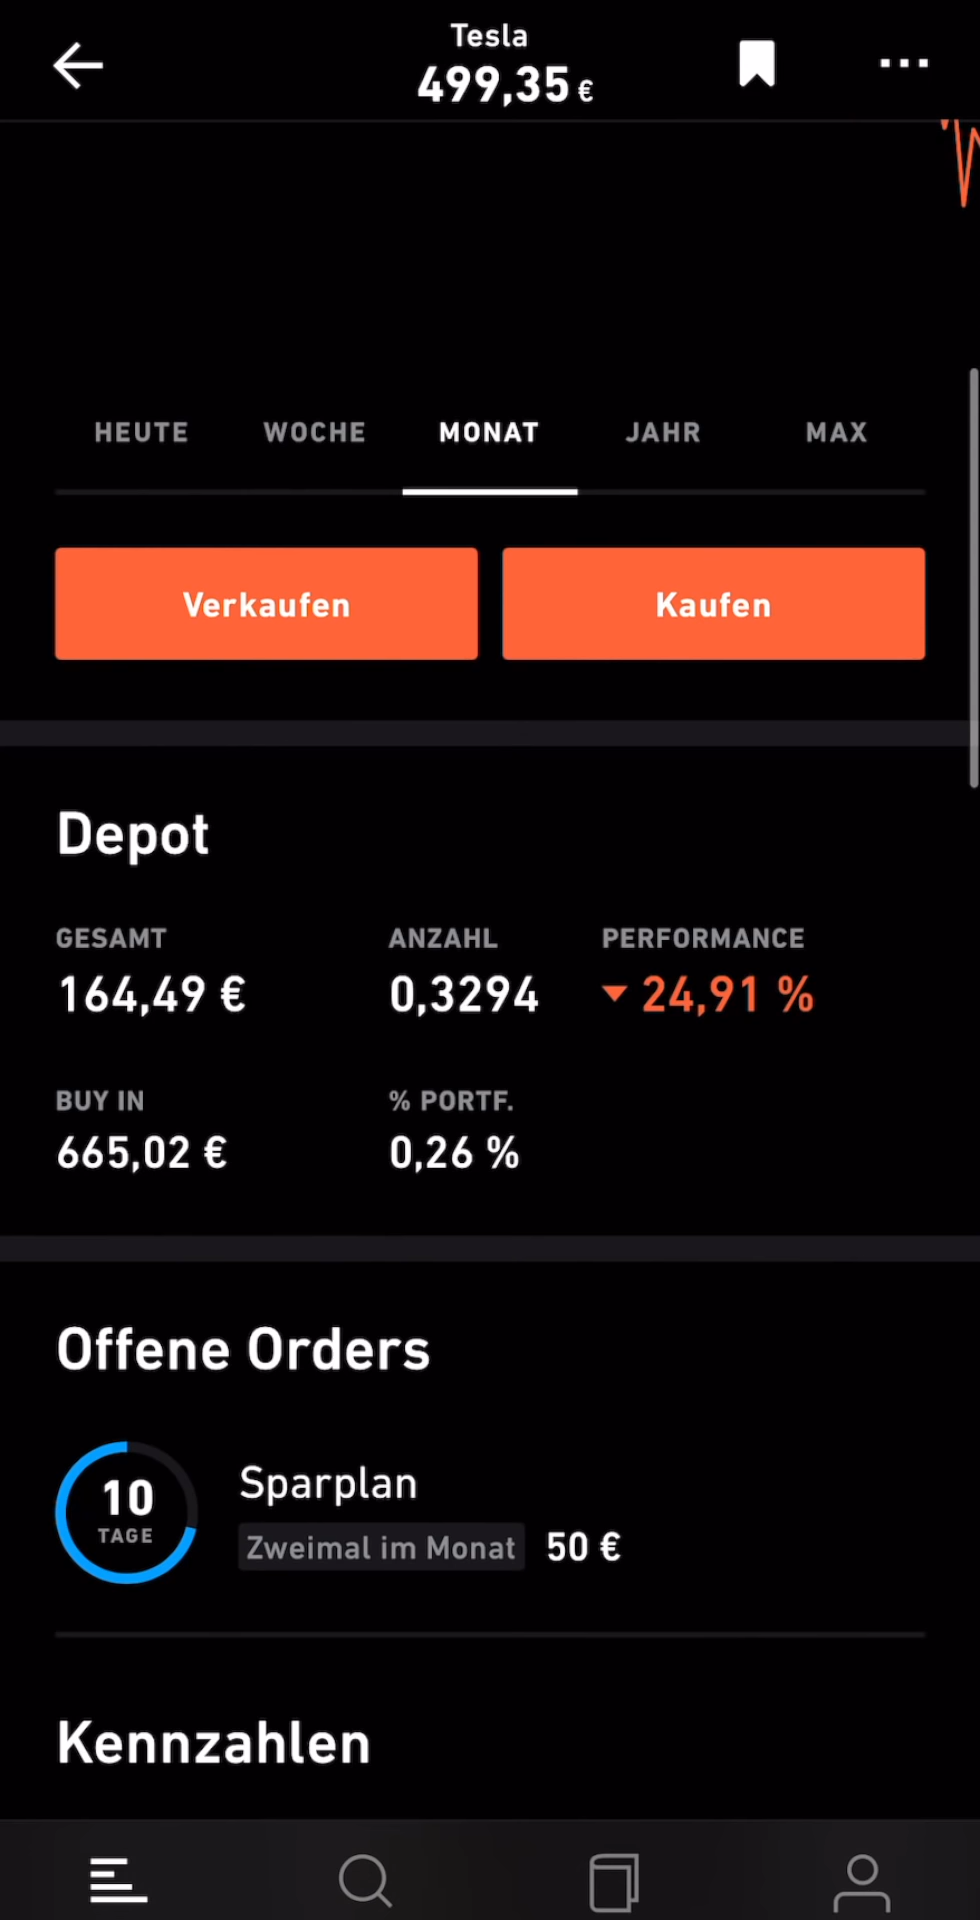 Tesla
499,35 €
HEUTE WOCHE MONAT JAHR MAX
Verkaufen Kaufen
Depot
GESAMT ANZAHL PERFORMANCE
164,49 € 0,3294 24,91 %
BUY IN % PORTF.
665,02 € 0,26 %
Offene Orders
10
TAGE
Sparplan
Zweimal im Monat 50 €
Kennzahlen